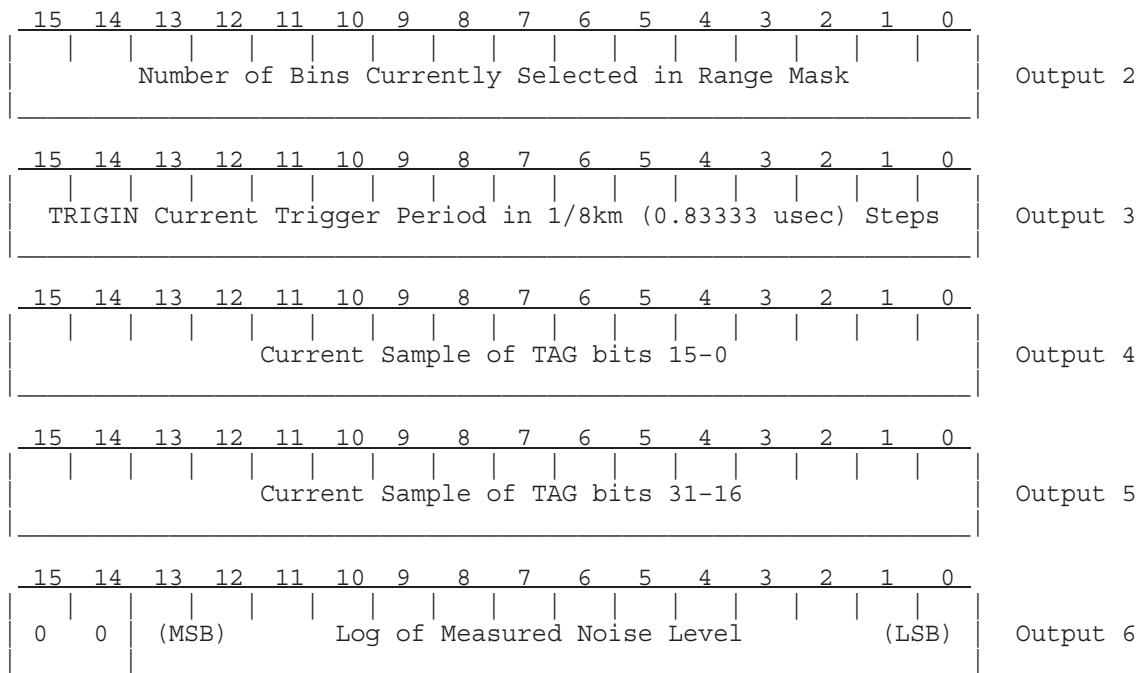 15 14 13 12 11 10 9 8 7 6 5 4 3 2 1 0
Number of Bins Currently Selected in Range Mask Output 2
15 14 13 12 11 10 9 8 7 6 5 4 3 2 1 0
TRIGIN Current Trigger Period in 1/8km (0.83333 usec) Steps Output 3
15 14 13 12 11 10 9 8 7 6 5 4 3 2 1 0
Current Sample of TAG bits 15-0 Output 4
15 14 13 12 11 10 9 8 7 6 5 4 3 2 1 0
Current Sample of TAG bits 31-16 Output 5
15 14 13 12 11 10 9 8 7 6 5 4 3 2 1 0
0 0 (MSB) Log of Measured Noise Level (LSB) Output 6